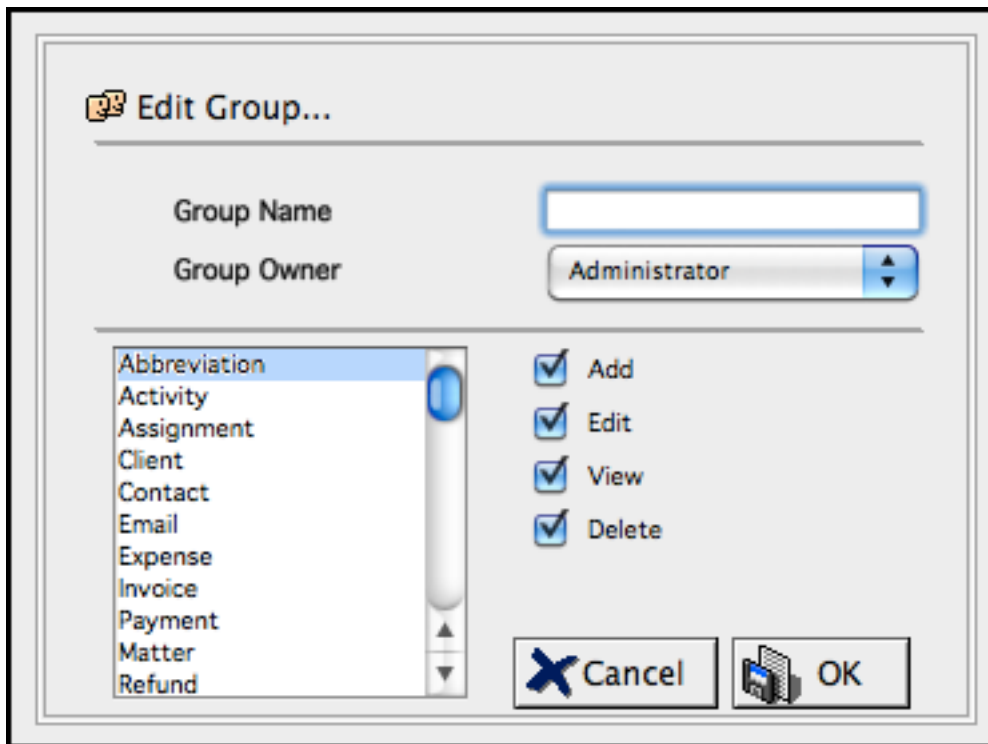 Edit Group...
Group Name
Group Owner
Administrator
Abbreviation
Activity
Assignment
Client
Contact
Email
Expense
Invoice
Payment
Matter
Refund
Add
Edit
View
Delete
Cancel
OK